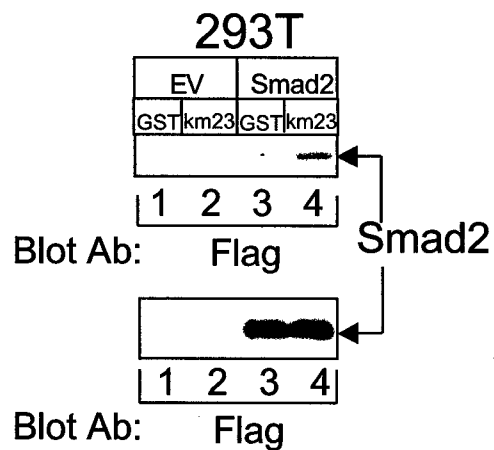 293T
EV Smad2
GST km23 GST km23
1 2 3 4
Smad2
Blot Ab: Flag
1 2 3 4
Blot Ab: Flag